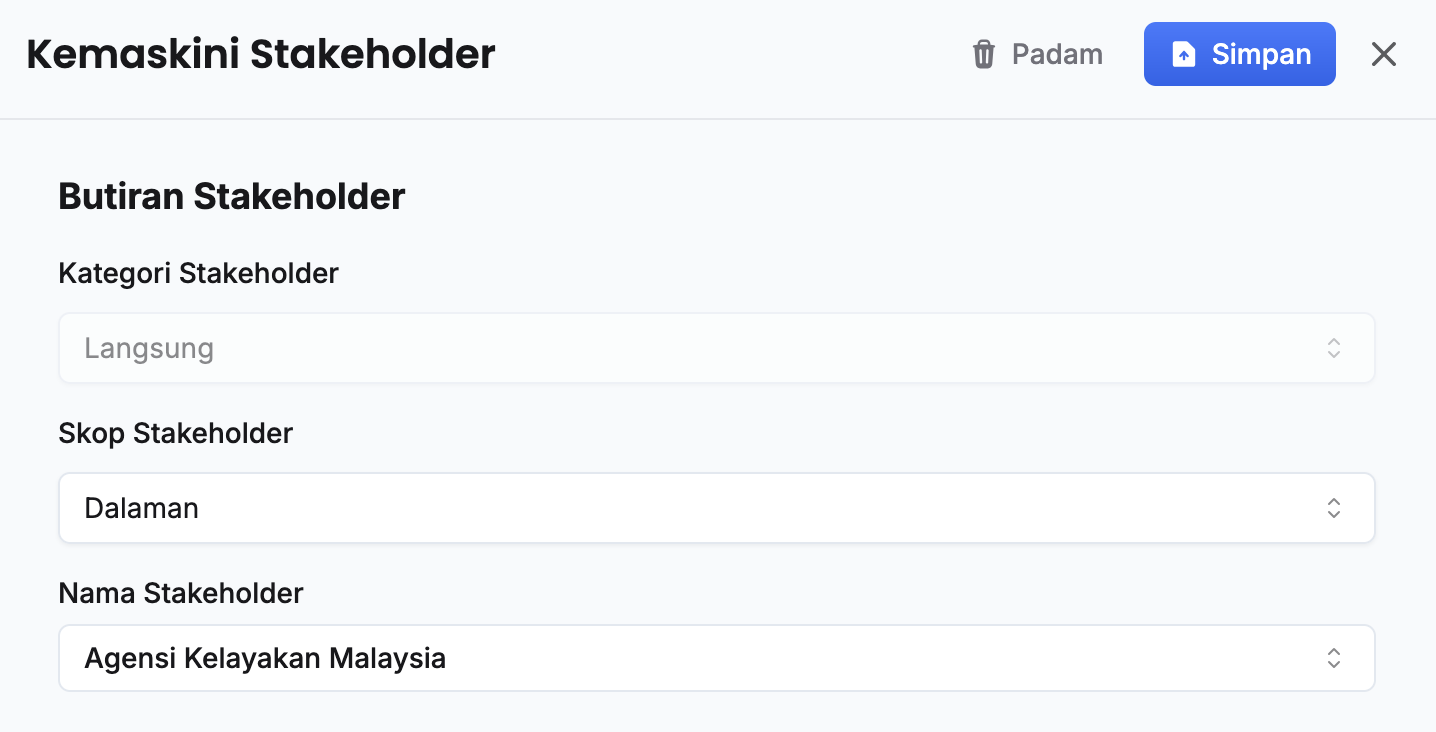 Kemaskini Stakeholder
Padam
Simpan
Butiran Stakeholder
Kategori Stakeholder
Langsung
Skop Stakeholder
Dalaman
Nama Stakeholder
Agensi Kelayakan Malaysia